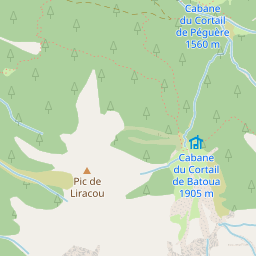 Cabane
du Cortail
de Péguère
1560 m
Cabane
du Cortail
de Batoua
1905 m
Pic de
Liracou